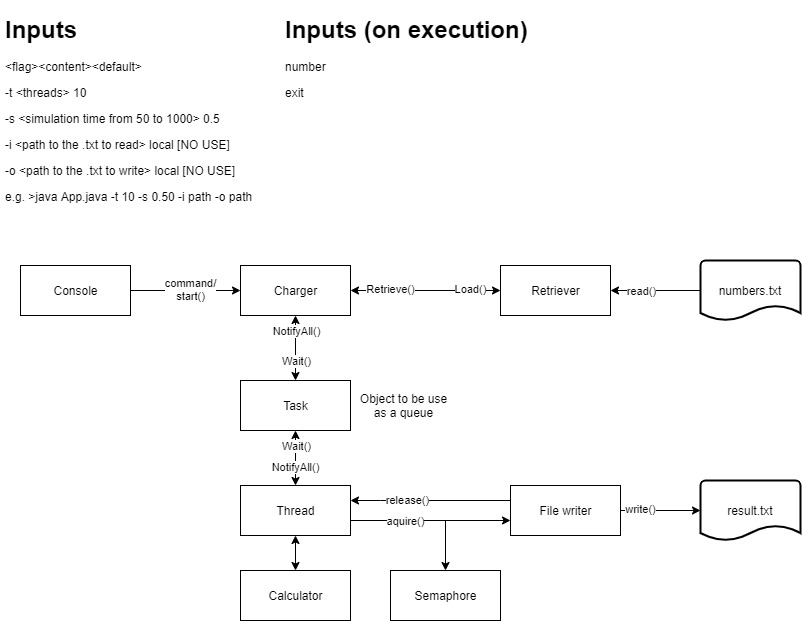 Inputs
Inputs (on execution)
<flag><content><default>
number
-t <threads> 10
exit
-s <simulation time from 50 to 1000> 0.5
-i <path to the .txt to read> local [NO USE]
-o <path to the .txt to write> local [NO USE]
e.g. >java App.java -t 10 -s 0.50 -i path -o path
Console
command/
start()
Charger
Retrieve()
Load()
Retriever
read()
numbers.txt
NotifyAll()
Wait()
Task
Object to be use
as a queue
Wait()
NotifyAll()
Thread
release()
aquire()
File writer
write()
result.txt
Calculator
Semaphore